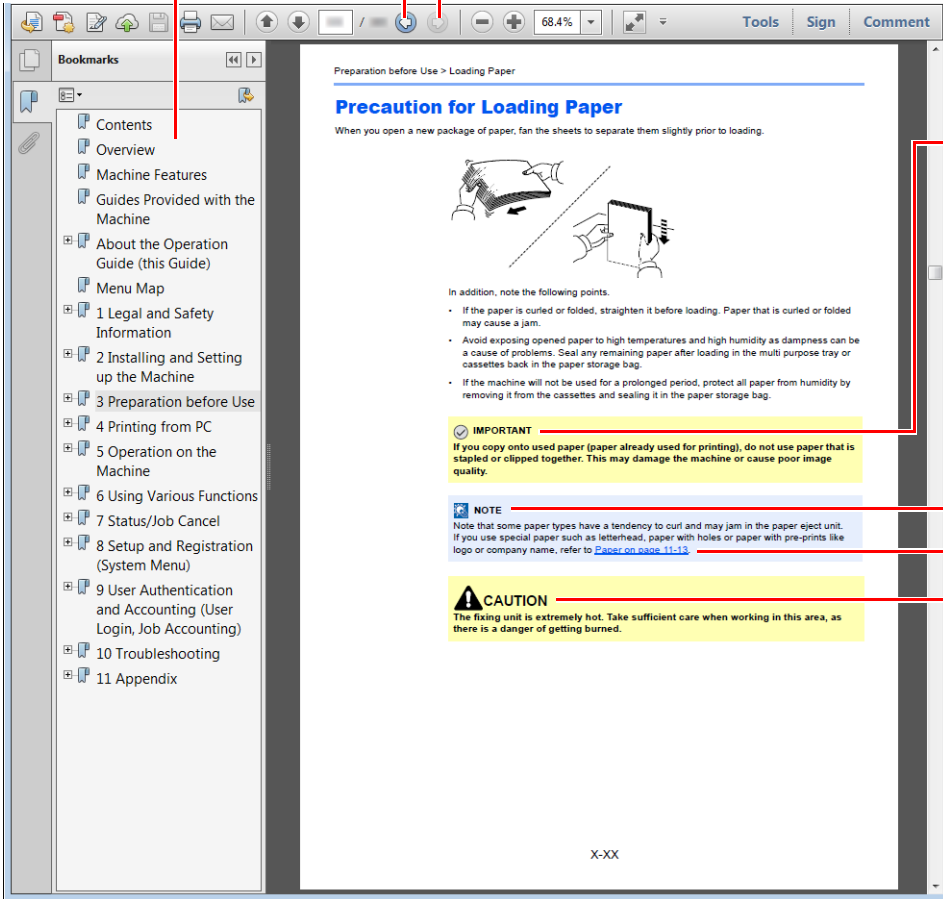 68.4%
Tools
Sign
Comment
Bookmarks
Contents
Overview
Machine Features
Guides Provided with the
Machine
About the Operation
Guide (this Guide)
Menu Map
1 Legal and Safety
Information
2 Installing and Setting
up the Machine
3 Preparation before Use
4 Printing from PC
5 Operation on the
Machine
6 Using Various Functions
7 Status/Job Cancel
8 Setup and Registration
(System Menu)
9 User Authentication
and Accounting (User
Login, Job Accounting)
10 Troubleshooting
11 Appendix
Preparation before Use > Loading Paper
Precaution for Loading Paper
When you open a new package of paper, fan the sheets to separate them slightly prior to loading.
In addition, note the following points.
• If the paper is curled or folded, straighten it before loading. Paper that is curled or folded
may cause a jam.
• Avoid exposing opened paper to high temperatures and high humidity as dampness can be
a cause of problems. Seal any remaining paper after loading in the multi purpose tray or
cassettes back in the paper storage bag.
• If the machine will not be used for a prolonged period, protect all paper from humidity by
removing it from the cassettes and sealing it in the paper storage bag.
IMPORTANT
If you copy onto used paper (paper already used for printing), do not use paper that is
stapled or clipped together. This may damage the machine or cause poor image
quality.
NOTE
Note that some paper types have a tendency to curl and may jam in the paper eject unit.
If you use special paper such as letterhead, paper with holes or paper with pre-prints like
logo or company name, refer to Paper on page 11-13.
CAUTION
The fixing unit is extremely hot. Take sufficient care when working in this area, as
there is a danger of getting burned.
X-XX